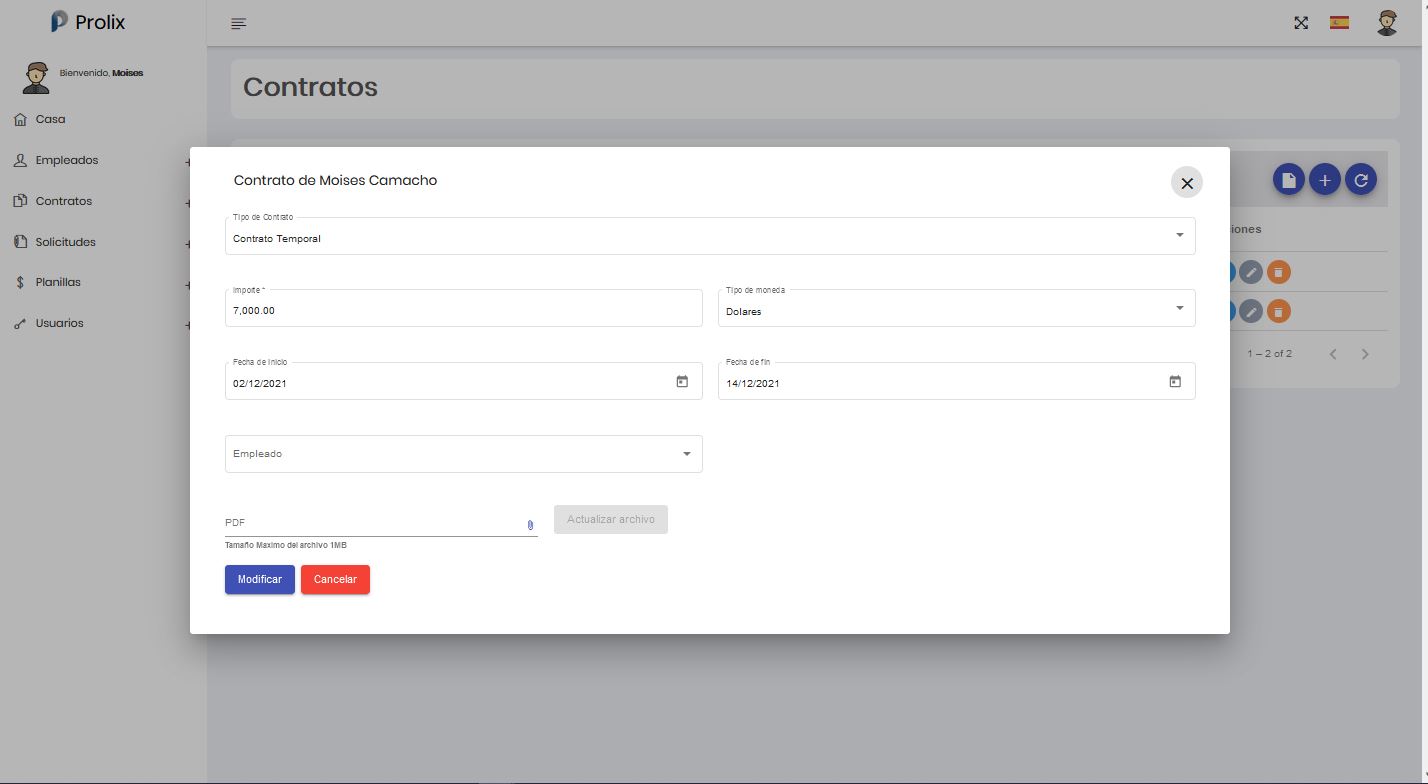 Prolix
Bienvenido, Moises
Casa
Empleados
Contratos
Solicitudes
Planillas
Usuarios
Contratos
Contrato de Moises Camacho
Tipo de Contrato
Contrato Temporal
Importe *
7,000.00
Tipo de moneda
Dolares
Fecha de inicio
02/12/2021
Fecha de fin
14/12/2021
Empleado
PDF
Actualizar archivo
Tamaño Maximo del archivo 1MB
Modificar
Cancelar
iones
1 – 2 of 2